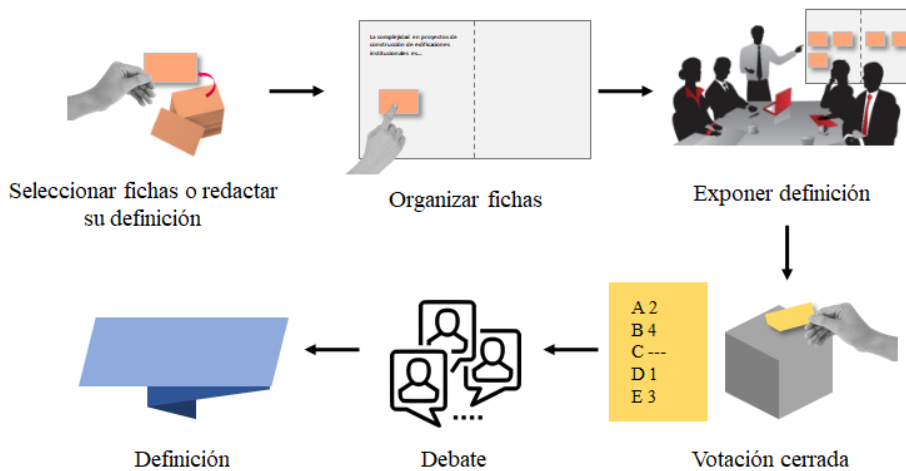 La complejidad en proyectos de
construcción de edificaciones
institucionales es...
Seleccionar fichas o redactar
su definición
Organizar fichas
Exponer definición
A 2
B 4
C ---
D 1
E 3
....
Definición
Debate
Votación cerrada